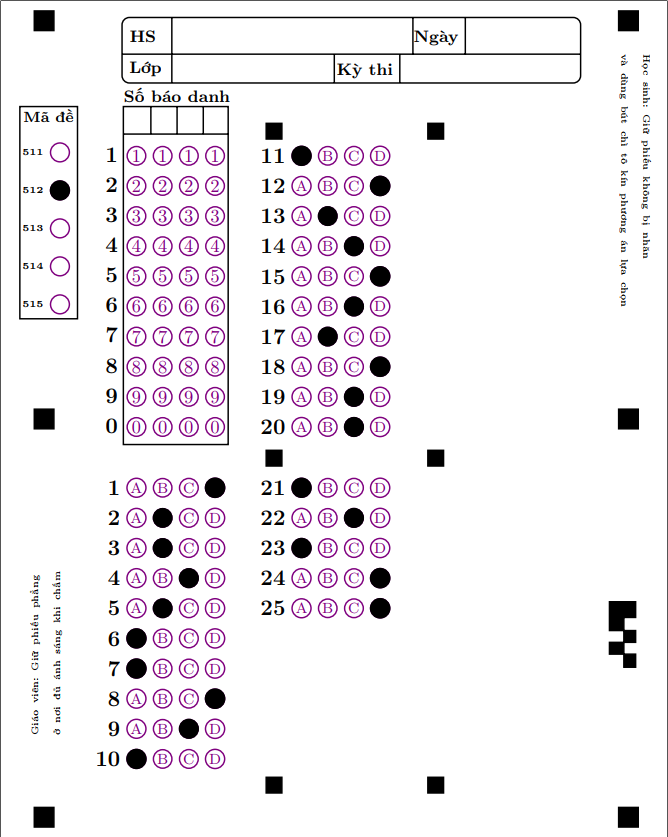 HS Ngày
Lớp Kỳ thi
Số báo danh
Mã đề
511
512
513
514
515
1 1 1 1 1
2 2 2 2 2
3 3 3 3 3
4 4 4 4 4
5 5 5 5 5
6 6 6 6 6
7 7 7 7 7
8 8 8 8 8
9 9 9 9 9
0 0 0 0 0
11 B C D
12 A B C
13 A C D
14 A B D
15 A B C
16 A B D
17 A C D
18 A B C
19 A B D
20 A B D
Học sinh: Giữ phiếu không bị nhăn
và dùng bút chì tô kín phương án lựa chọn
1 A B C
2 A C D
3 A C D
4 A B D
5 A C D
6 B C D
7 B C D
8 A B C
9 A B D
10 B C D
21 B C D
22 A B D
23 B C D
24 A B C
25 A B C
Giáo viên: Giữ phiếu phẳng
ở nơi đủ ánh sáng khi chấm